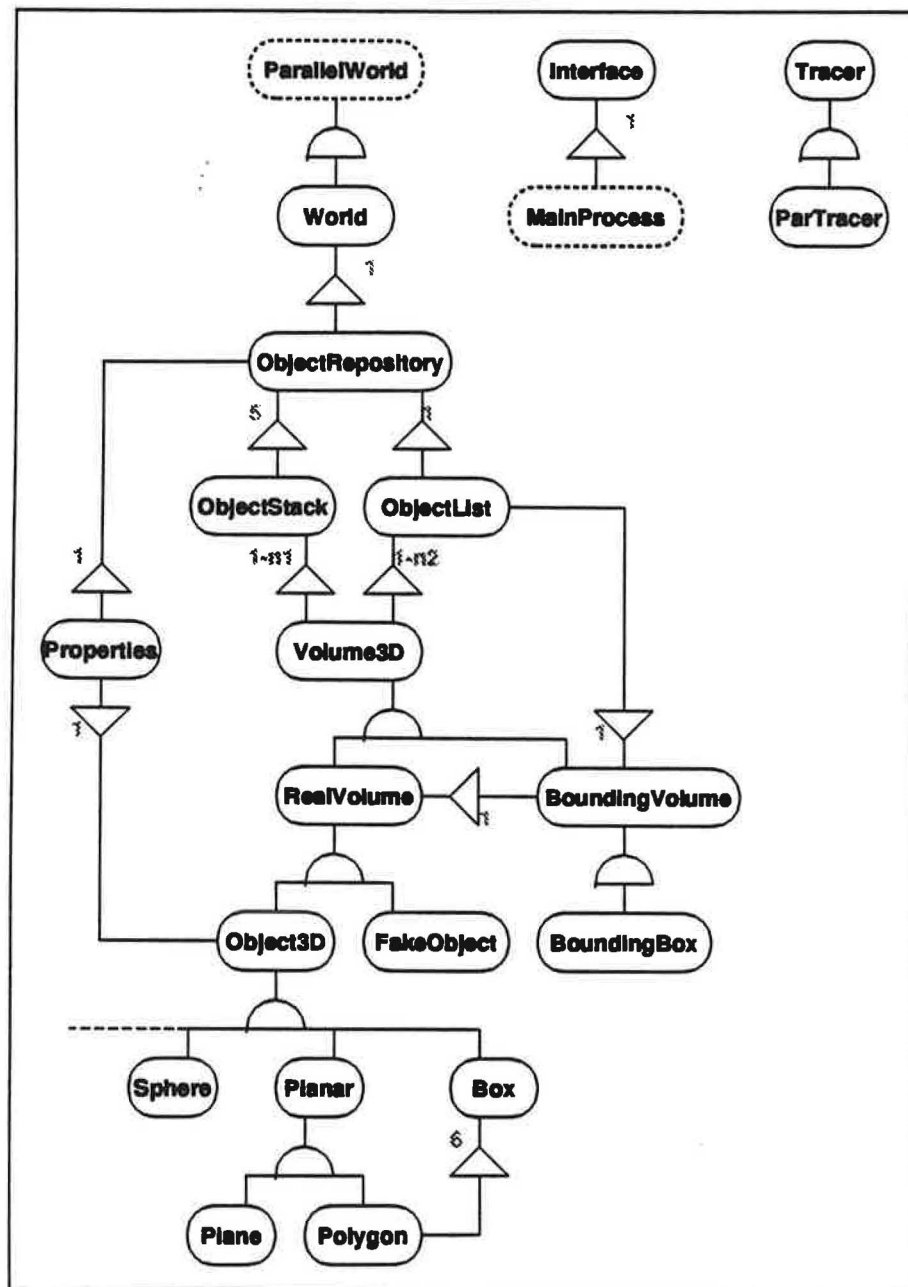 ParallelWorld Interface Tracer
1
World MainProcess ParTracer
1
ObjectRepository
5 1
ObjectStack ObjectList
1 1-n1 1-n2
Properties Volume3D
1 1
RealVolume BoundingVolume
1
Object3D FakeObject BoundingBox
Sphere Planar Box
6
Plane Polygon